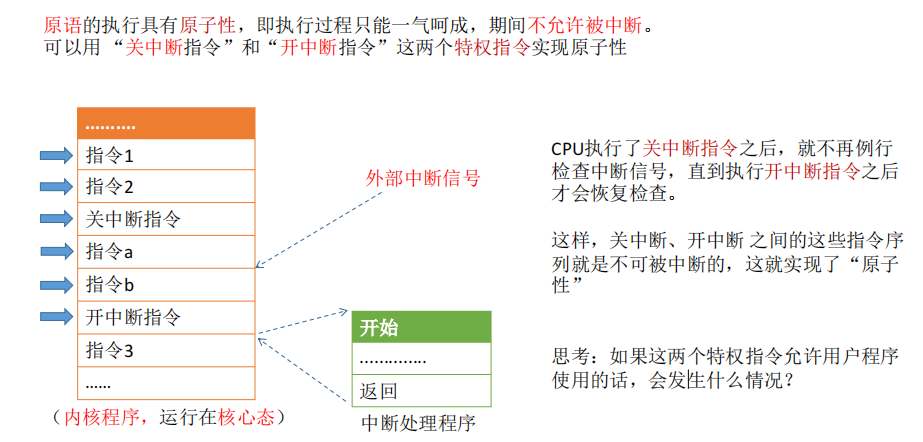 原语的执行具有原子性，即执行过程只能一气呵成，期间不允许被中断。
可以用 “关中断指令”和“开中断指令”这两个特权指令实现原子性
..........
指令1
指令2
关中断指令
指令a
指令b
开中断指令
指令3
......
（内核程序，运行在核心态）
外部中断信号
开始
..............
返回
中断处理程序
CPU执行了关中断指令之后，就不再例行
检查中断信号，直到执行开中断指令之后
才会恢复检查。
这样，关中断、开中断 之间的这些指令序
列就是不可被中断的，这就实现了“原子
性”
思考：如果这两个特权指令允许用户程序
使用的话，会发生什么情况？